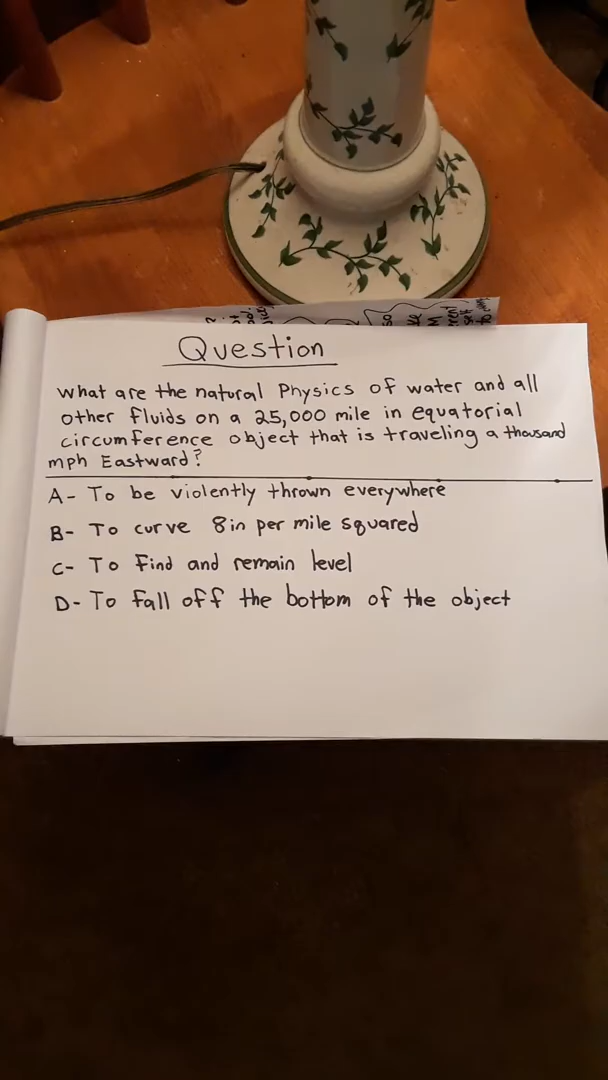 Question
what are the natural Physics of water and all
other fluids on a 25,000 mile in equatorial
circumference object that is traveling a thousand
mph Eastward?
A- To be violently thrown everywhere
B- To curve 8in per mile squared
C- To find and remain level
D- To fall off the bottom of the object